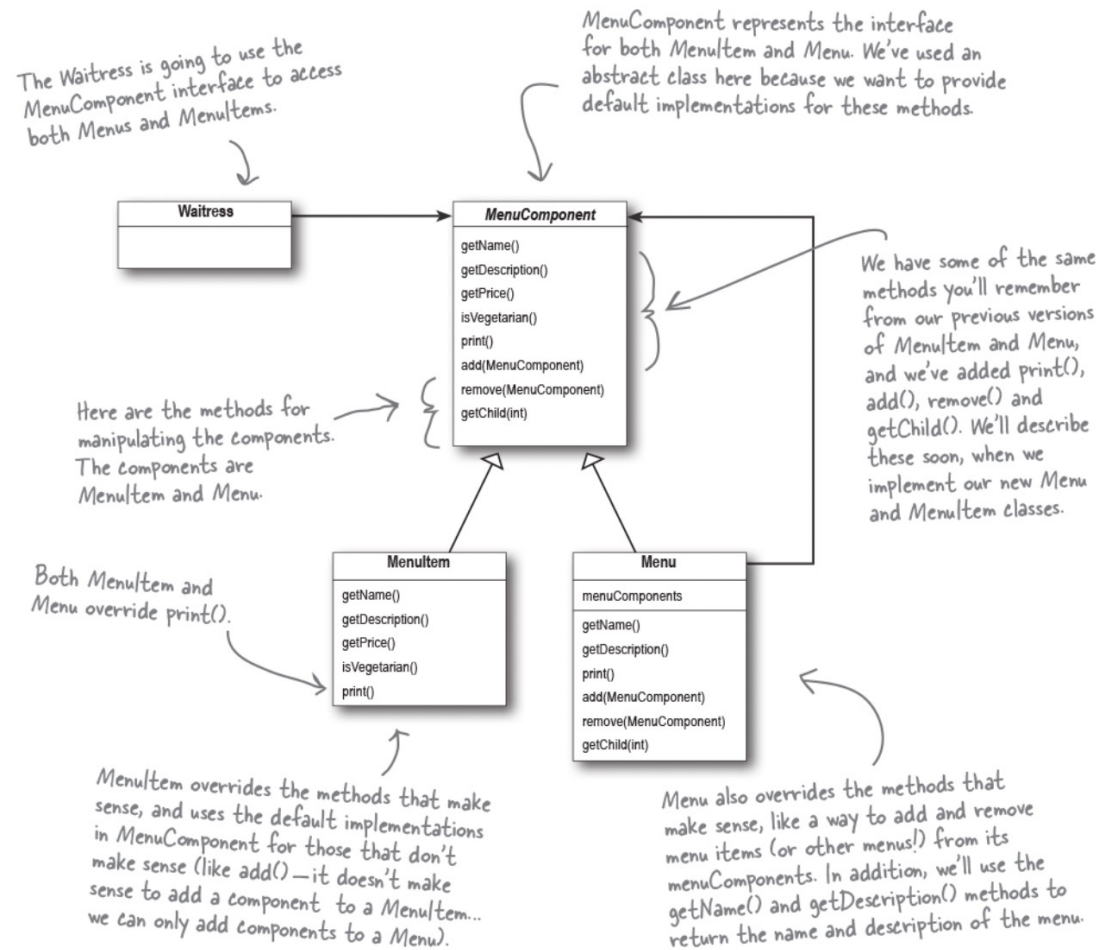 MenuComponent represents the interface
for both MenuItem and Menu. We've used an
abstract class here because we want to provide
default implementations for these methods.
The Waitress is going to use the
MenuComponent interface to access
both Menus and MenuItems.
Waitress
MenuComponent
getName()
getDescription()
getPrice()
isVegetarian()
print()
add(MenuComponent)
remove(MenuComponent)
getChild(int)
We have some of the same
methods you'll remember
from our previous versions
of MenuItem and Menu,
and we've added print(),
add(), remove() and
getChild(). We'll describe
these soon, when we
implement our new Menu
and MenuItem classes.
Here are the methods for
manipulating the components.
The components are
MenuItem and Menu.
MenuItem
getName()
getDescription()
getPrice()
isVegetarian()
print()
Menu
menuComponents
getName()
getDescription()
print()
add(MenuComponent)
remove(MenuComponent)
getChild(int)
Both MenuItem and
Menu override print().
MenuItem overrides the methods that make
sense, and uses the default implementations
in MenuComponent for those that don't
make sense (like add()—it doesn't make
sense to add a component to a MenuItem...
we can only add components to a Menu).
Menu also overrides the methods that
make sense, like a way to add and remove
menu items (or other menus!) from its
menuComponents. In addition, we'll use the
getName() and getDescription() methods to
return the name and description of the menu.